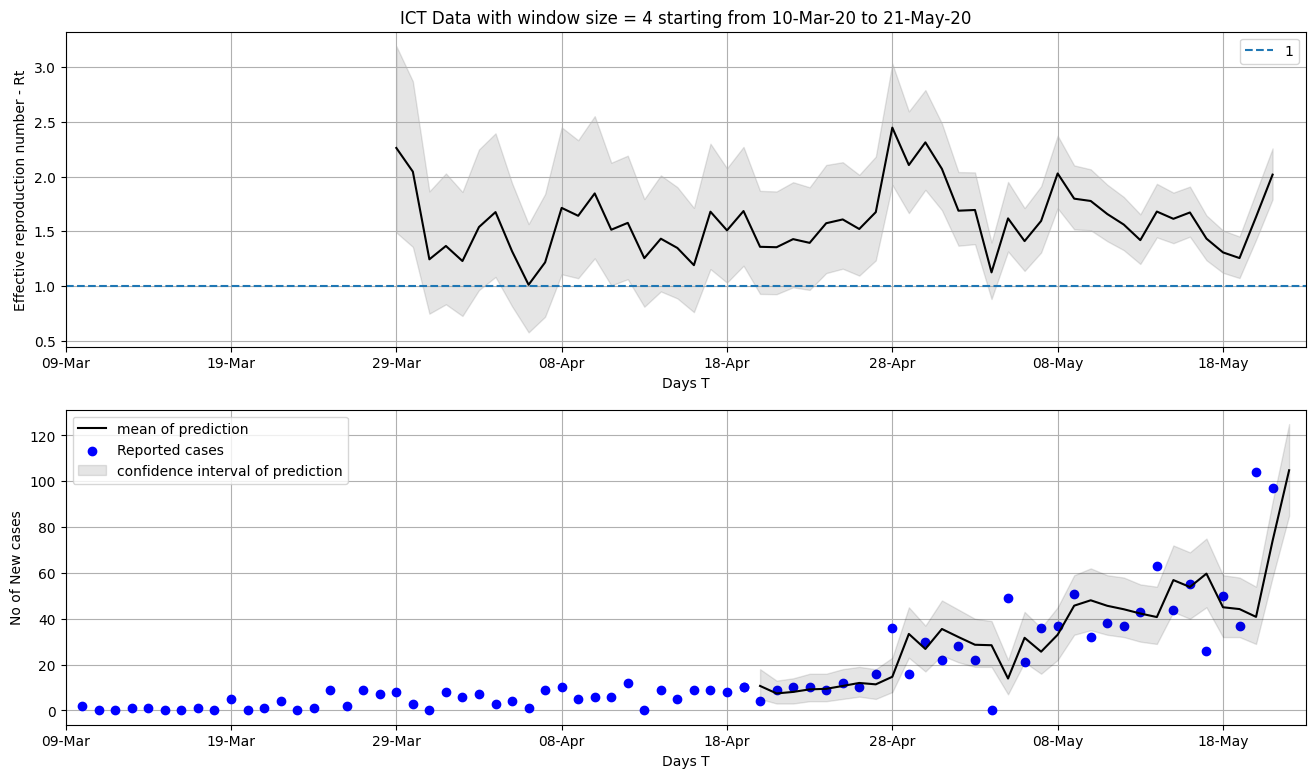 ICT Data with window size = 4 starting from 10-Mar-20 to 21-May-20
Effective reproduction number - Rt
3.0
2.5
2.0
1.5
1.0
0.5
1
09-Mar 19-Mar 29-Mar 08-Apr 18-Apr 28-Apr 08-May 18-May
Days T
No of New cases
120
100
80
60
40
20
0
mean of prediction
Reported cases
confidence interval of prediction
09-Mar 19-Mar 29-Mar 08-Apr 18-Apr 28-Apr 08-May 18-May
Days T